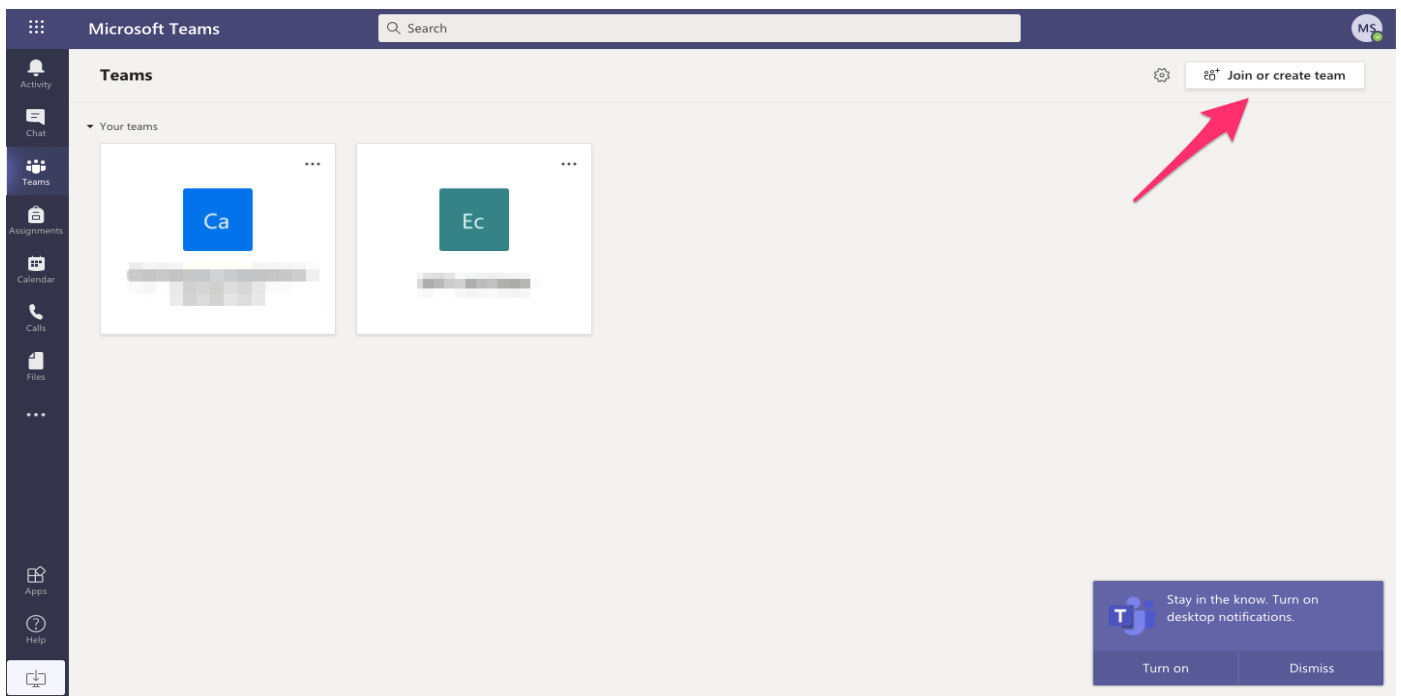 Microsoft Teams
Search
MS
Activity
Chat
Teams
Assignments
Calendar
Calls
Files
Apps
Help
Teams
Join or create team
Your teams
Ca
Ec
T
Stay in the know. Turn on
desktop notifications.
Turn on
Dismiss